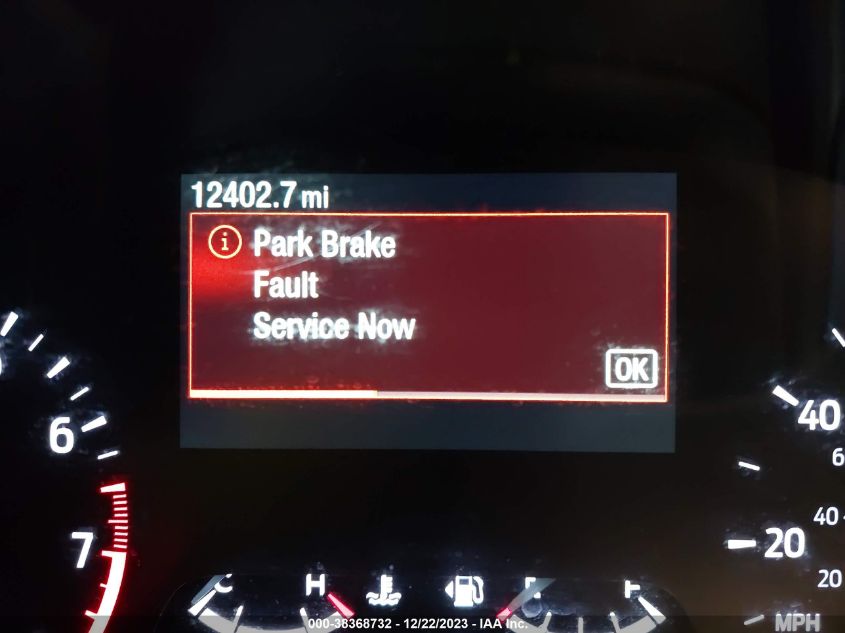 12402.7 mi
i Park Brake
Fault
Service Now
OK
6
7
40
20
6
40
20
MPH
C H
E F
000-38368732 - 12/22/2023 - IAA Inc.